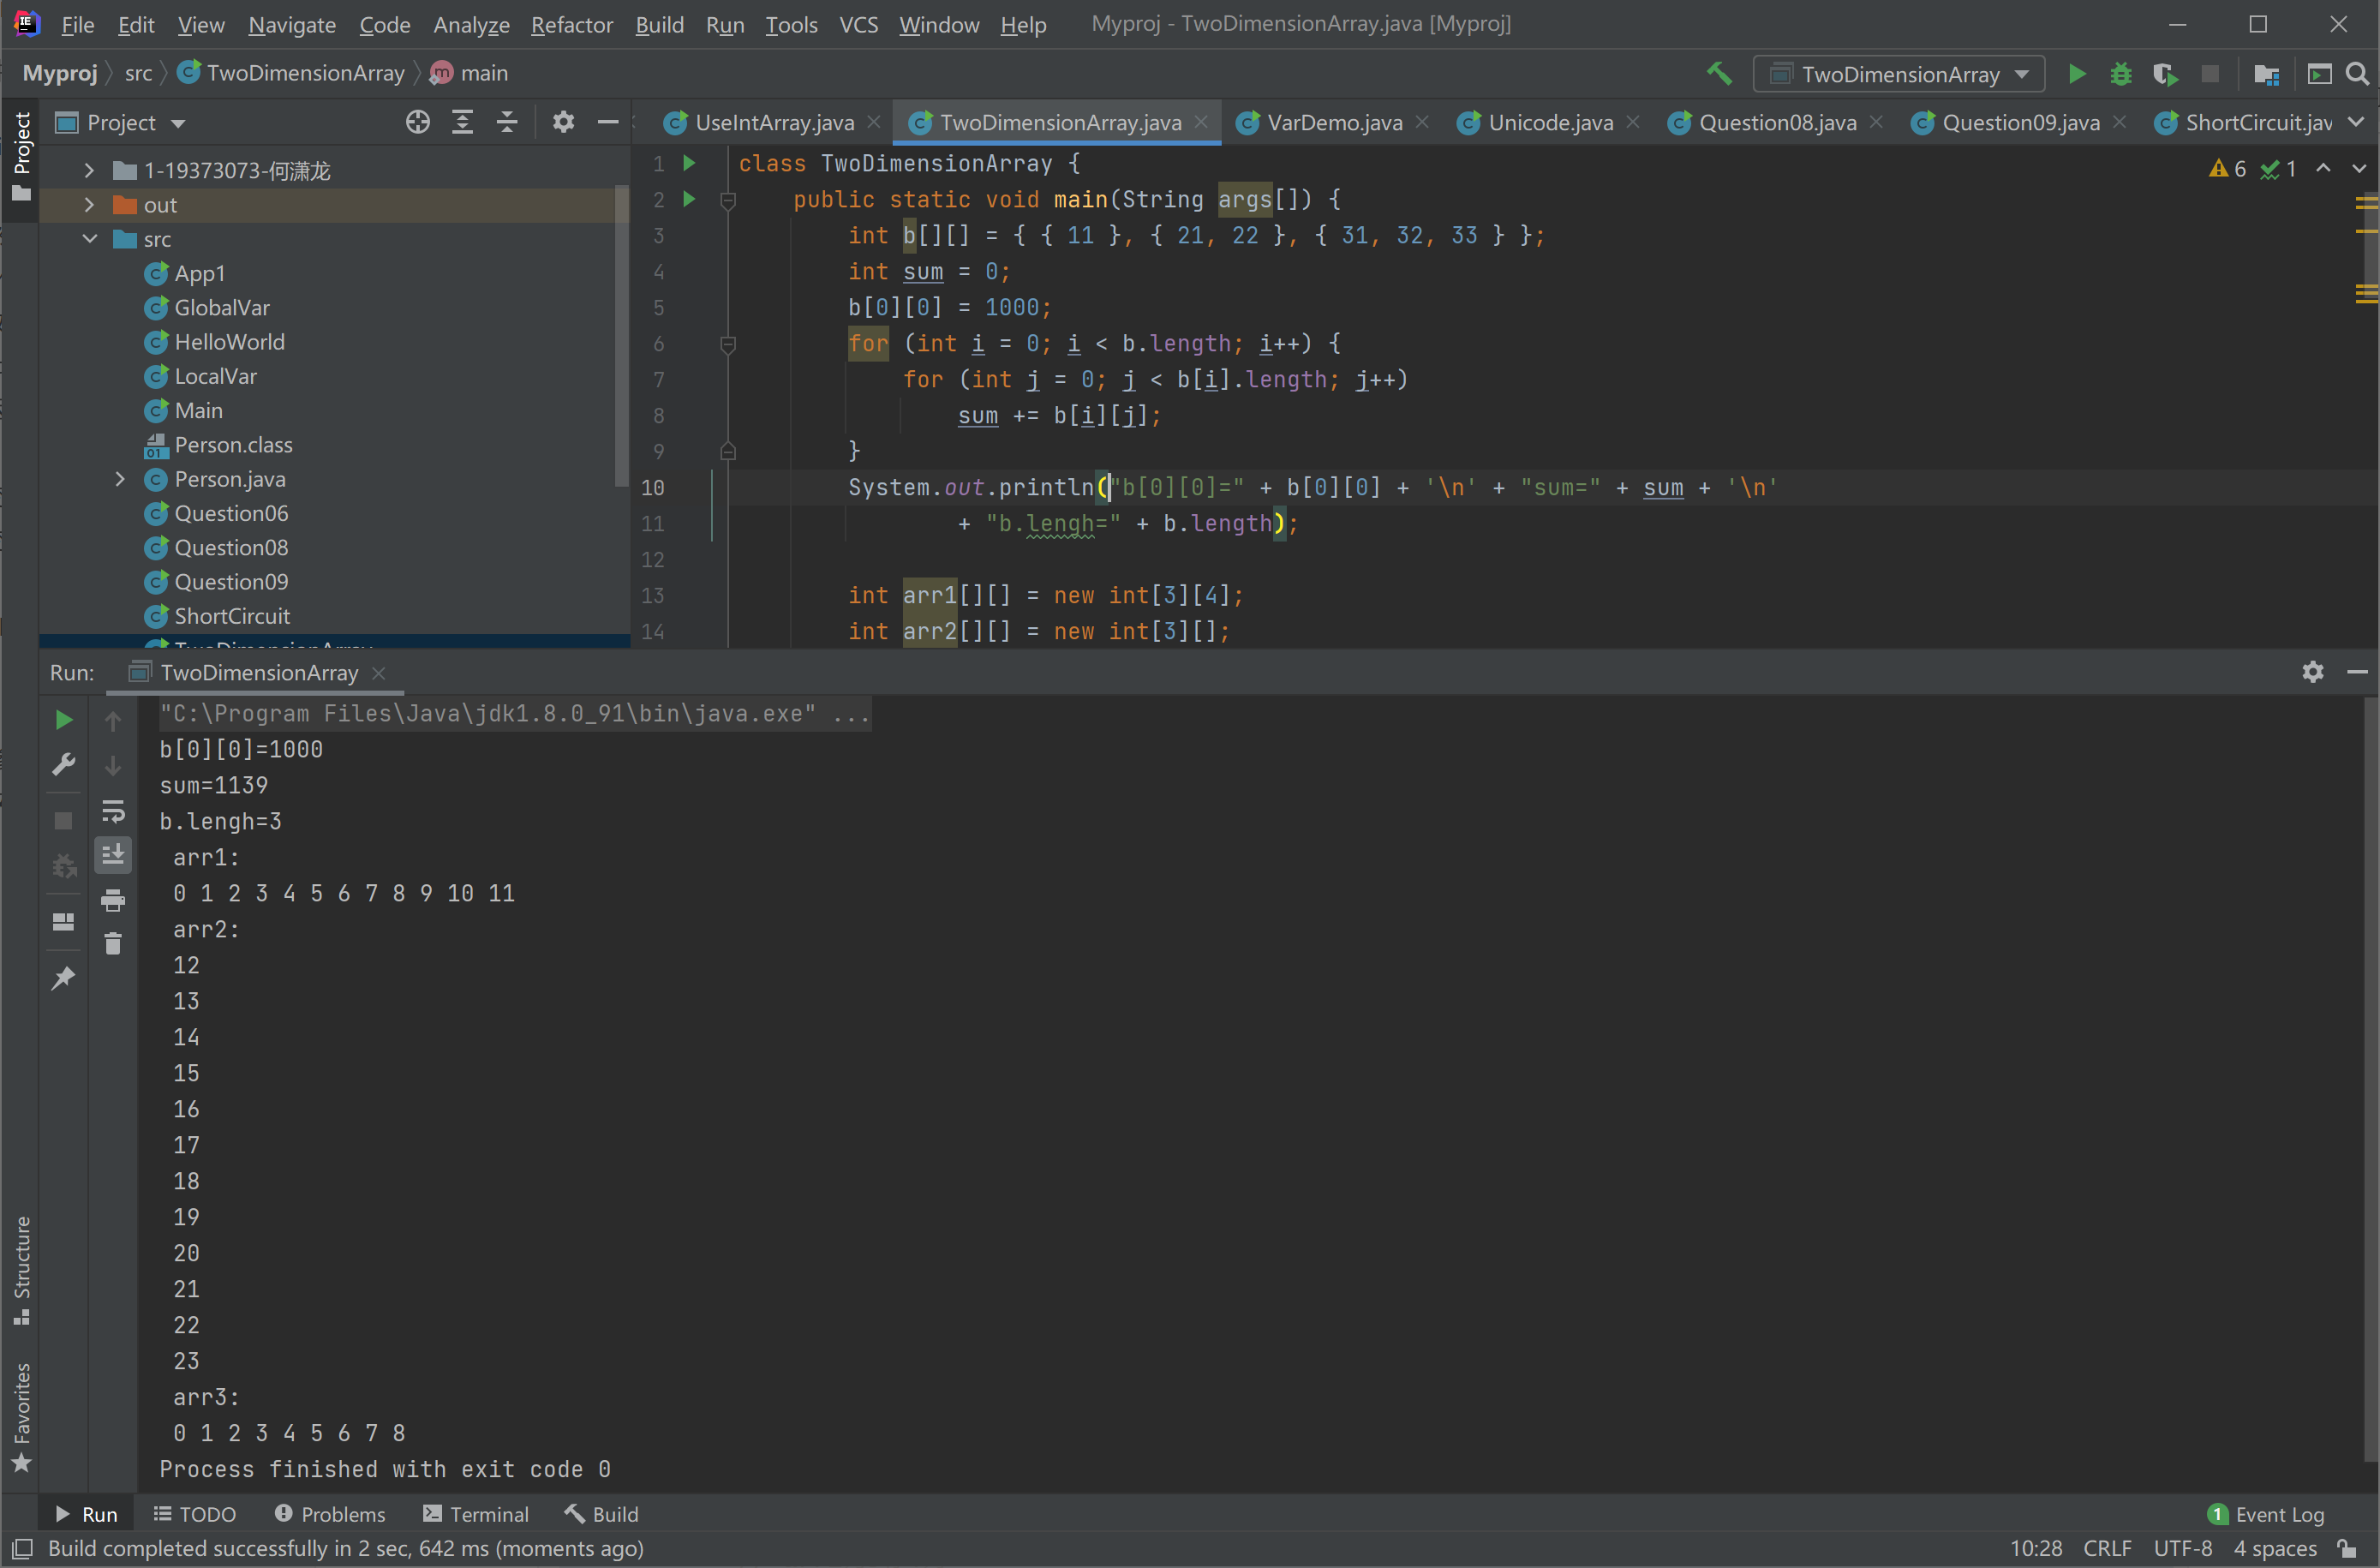 File Edit View Navigate Code Analyze Refactor Build Run Tools VCS Window Help Myproj - TwoDimensionArray.java [Myproj]
Myproj src TwoDimensionArray main TwoDimensionArray
Project UseIntArray.java TwoDimensionArray.java VarDemo.java Unicode.java Question08.java Question09.java ShortCircuit.jav
Project
1-19373073-何潇龙
out
src
App1
GlobalVar
HelloWorld
LocalVar
Main
Person.class
Person.java
Question06
Question08
Question09
ShortCircuit
TwoDimensionArray
6 1
1 class TwoDimensionArray {
2 public static void main(String args[]) {
3 int b[][] = { { 11 }, { 21, 22 }, { 31, 32, 33 } };
4 int sum = 0;
5 b[0][0] = 1000;
6 for (int i = 0; i < b.length; i++) {
7 for (int j = 0; j < b[i].length; j++)
8 sum += b[i][j];
9 }
10 System.out.println("b[0][0]=" + b[0][0] + '\n' + "sum=" + sum + '\n'
11 + "b.lengh=" + b.length);
12
13 int arr1[][] = new int[3][4];
14 int arr2[][] = new int[3][];
Run: TwoDimensionArray
"C:\Program Files\Java\jdk1.8.0_91\bin\java.exe" ...
b[0][0]=1000
sum=1139
b.lengh=3
arr1:
0 1 2 3 4 5 6 7 8 9 10 11
arr2:
12
13
14
15
16
17
18
19
20
21
22
23
arr3:
0 1 2 3 4 5 6 7 8
Process finished with exit code 0
Structure
Favorites
Run TODO Problems Terminal Build 1 Event Log
Build completed successfully in 2 sec, 642 ms (moments ago) 10:28 CRLF UTF-8 4 spaces